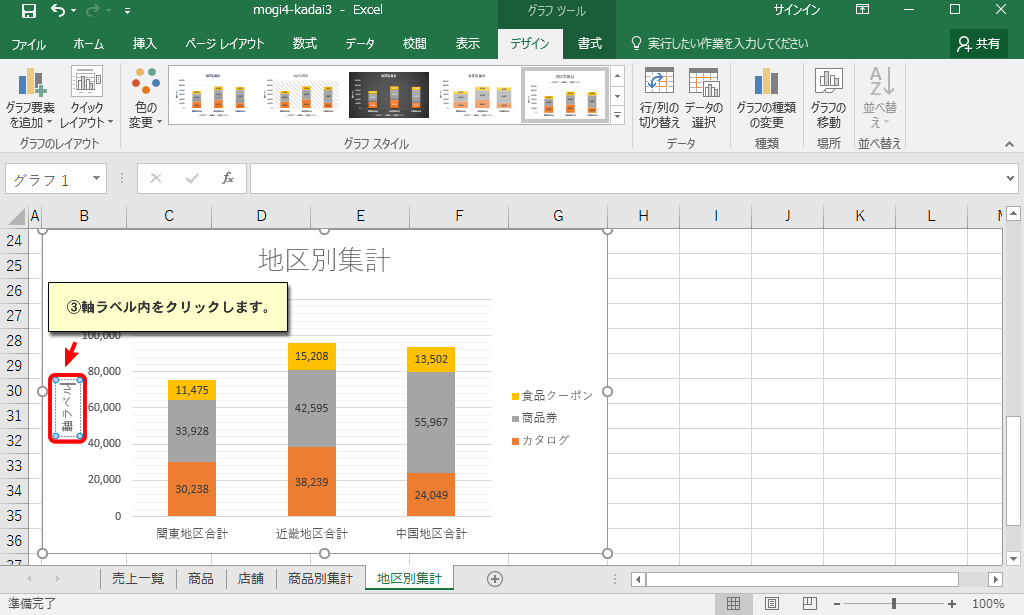 mogi4-kadai3 - Excel
グラフ ツール
サインイン
ファイル ホーム 挿入 ページ レイアウト 数式 データ 校閲 表示 デザイン 書式 実行したい作業を入力してください 共有
グラフ要素を追加
クイックレイアウト
色の変更
行/列の切り替え
データの選択
グラフの種類の変更
グラフの移動
並べ替え
グラフのレイアウト
グラフ スタイル
データ
種類
場所
並べ替え
グラフ 1
fx
A B C D E F G H I J K L
24
25
26
27
28
29
30
31
32
33
34
35
36
地区別集計
③軸ラベル内をクリックします。
100,000
80,000
60,000
40,000
20,000
0
軸ラベル
11,475
33,928
30,238
15,208
42,595
38,239
13,502
55,967
24,049
食品クーポン
商品券
カタログ
関東地区合計 近畿地区合計 中国地区合計
売上一覧 商品 店舗 商品別集計 地区別集計
準備完了
100%